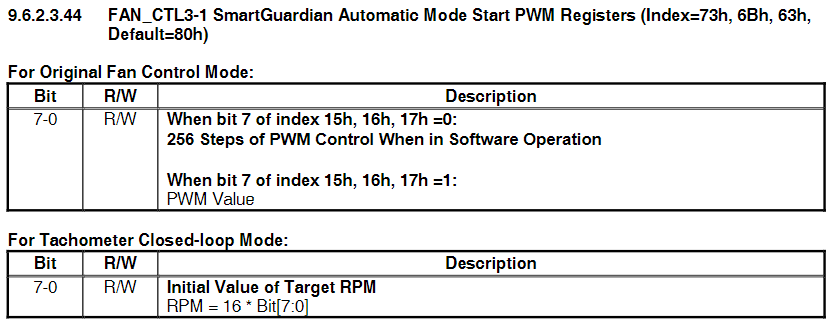 9.6.2.3.44 FAN_CTL3-1 SmartGuardian Automatic Mode Start PWM Registers (Index=73h, 6Bh, 63h,
Default=80h)
For Original Fan Control Mode:
Bit R/W Description
7-0 R/W When bit 7 of index 15h, 16h, 17h =0:
256 Steps of PWM Control When in Software Operation
When bit 7 of index 15h, 16h, 17h =1:
PWM Value
For Tachometer Closed-loop Mode:
Bit R/W Description
7-0 R/W Initial Value of Target RPM
RPM = 16 * Bit[7:0]